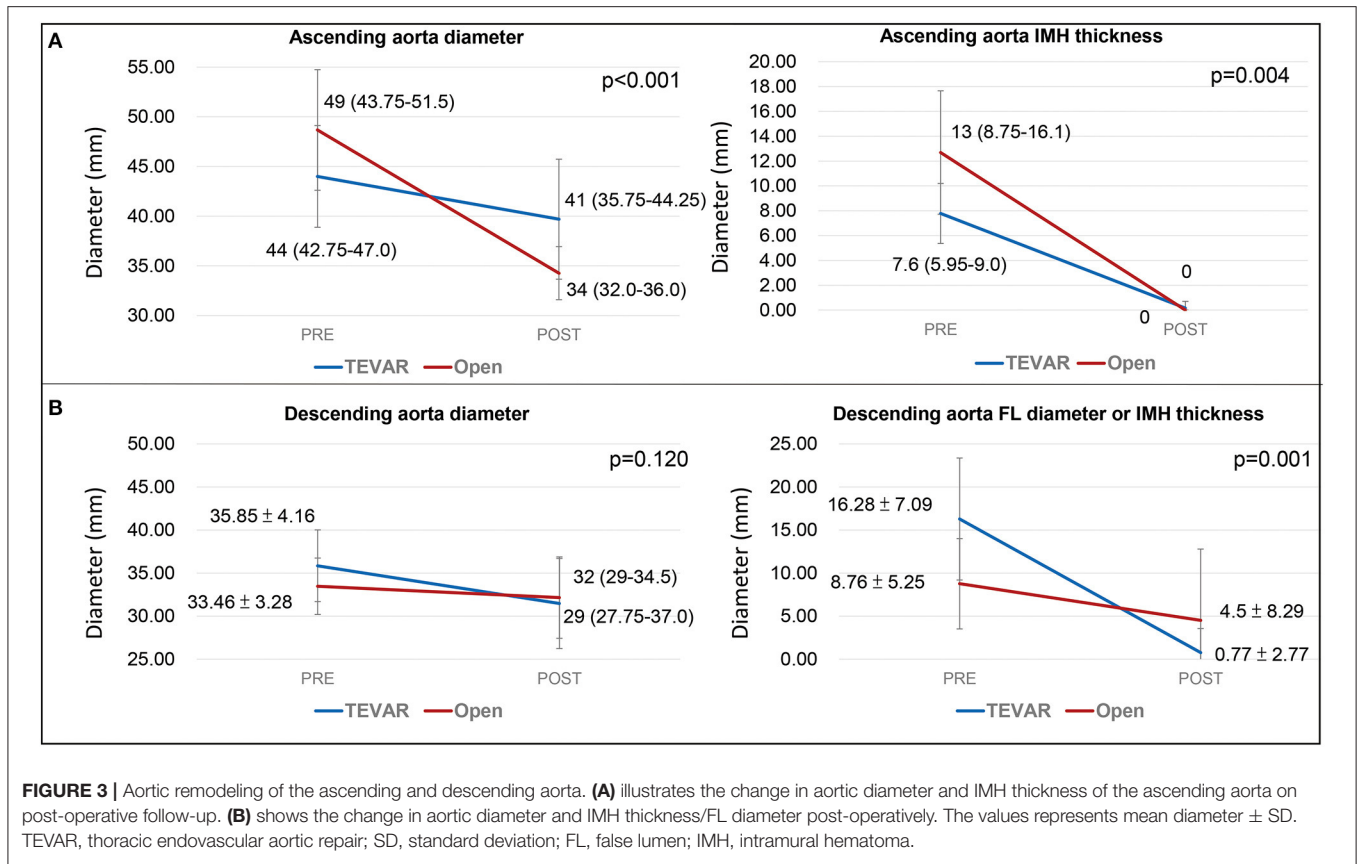 A
Ascending aorta diameter
55.00
50.00
45.00
40.00
35.00
30.00
Diameter (mm)
p<0.001
49 (43.75-51.5)
44 (42.75-47.0)
41 (35.75-44.25)
34 (32.0-36.0)
PRE
POST
TEVAR
Open
Ascending aorta IMH thickness
20.00
18.00
16.00
14.00
12.00
10.00
8.00
6.00
4.00
2.00
0.00
Diameter (mm)
p=0.004
13 (8.75-16.1)
7.6 (5.95-9.0)
0
0
PRE
POST
TEVAR
Open
B
Descending aorta diameter
50.00
45.00
40.00
35.00
30.00
25.00
Diameter (mm)
p=0.120
35.85 ± 4.16
33.46 ± 3.28
32 (29-34.5)
29 (27.75-37.0)
PRE
POST
TEVAR
Open
Descending aorta FL diameter or IMH thickness
25.00
20.00
15.00
10.00
5.00
0.00
Diameter (mm)
p=0.001
16.28 ± 7.09
8.76 ± 5.25
4.5 ± 8.29
0.77 ± 2.77
PRE
POST
TEVAR
Open
FIGURE 3 | Aortic remodeling of the ascending and descending aorta. (A) illustrates the change in aortic diameter and IMH thickness of the ascending aorta on
post-operative follow-up. (B) shows the change in aortic diameter and IMH thickness/FL diameter post-operatively. The values represents mean diameter ± SD.
TEVAR, thoracic endovascular aortic repair; SD, standard deviation; FL, false lumen; IMH, intramural hematoma.